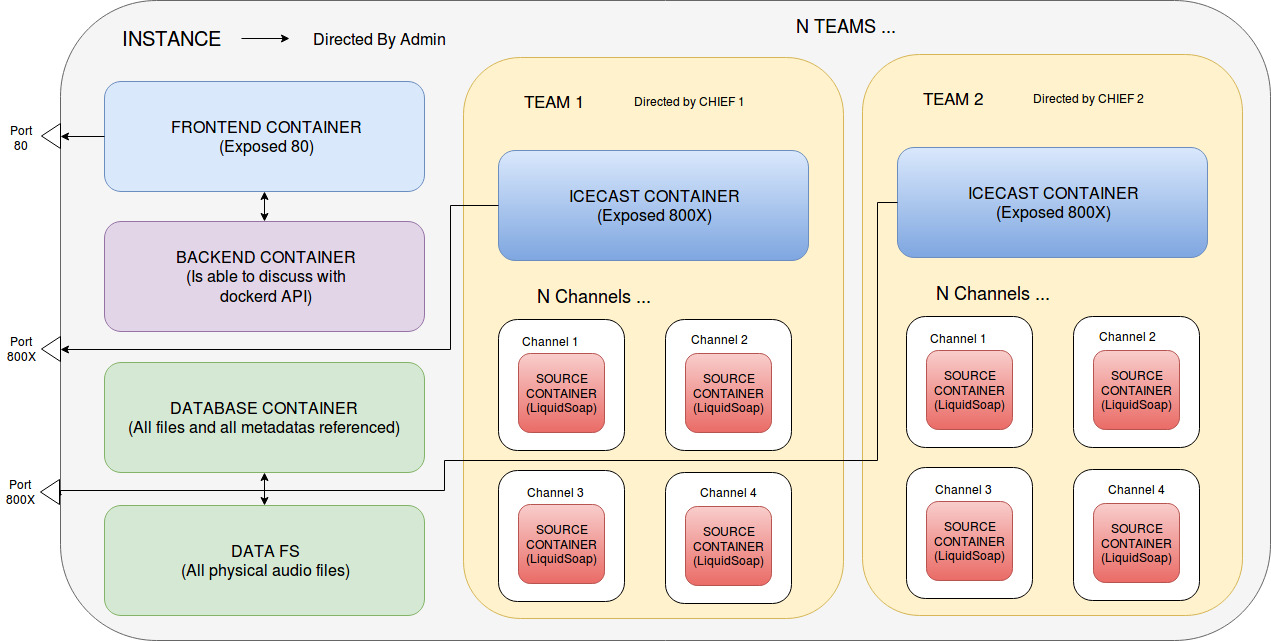 INSTANCE
Directed By Admin
N TEAMS ...
Port
80
FRONTEND CONTAINER
(Exposed 80)
BACKEND CONTAINER
(Is able to discuss with
dockerd API)
Port
800X
DATABASE CONTAINER
(All files and all metadatas referenced)
Port
800X
DATA FS
(All physical audio files)
TEAM 1
Directed by CHIEF 1
ICECAST CONTAINER
(Exposed 800X)
N Channels ...
Channel 1
SOURCE
CONTAINER
(LiquidSoap)
Channel 2
SOURCE
CONTAINER
(LiquidSoap)
Channel 3
SOURCE
CONTAINER
(LiquidSoap)
Channel 4
SOURCE
CONTAINER
(LiquidSoap)
TEAM 2
Directed by CHIEF 2
ICECAST CONTAINER
(Exposed 800X)
N Channels ...
Channel 1
SOURCE
CONTAINER
(LiquidSoap)
Channel 2
SOURCE
CONTAINER
(LiquidSoap)
Channel 3
SOURCE
CONTAINER
(LiquidSoap)
Channel 4
SOURCE
CONTAINER
(LiquidSoap)